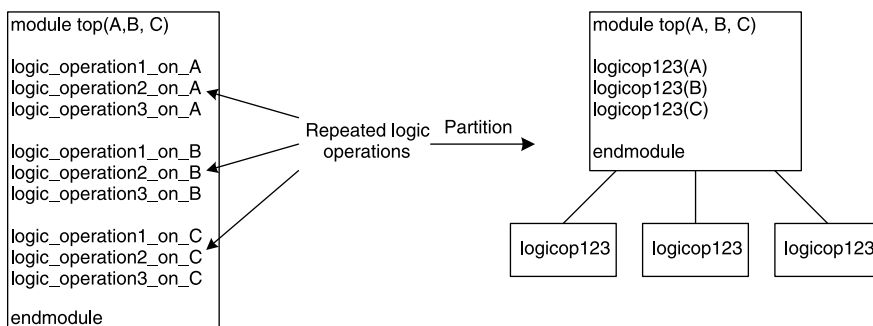 module top(A,B, C)
logic_operation1_on_A
logic_operation2_on_A
logic_operation3_on_A
logic_operation1_on_B
logic_operation2_on_B
logic_operation3_on_B
logic_operation1_on_C
logic_operation2_on_C
logic_operation3_on_C
endmodule
Repeated logic
operations
Partition
module top(A, B, C)
logicop123(A)
logicop123(B)
logicop123(C)
endmodule
logicop123
logicop123
logicop123